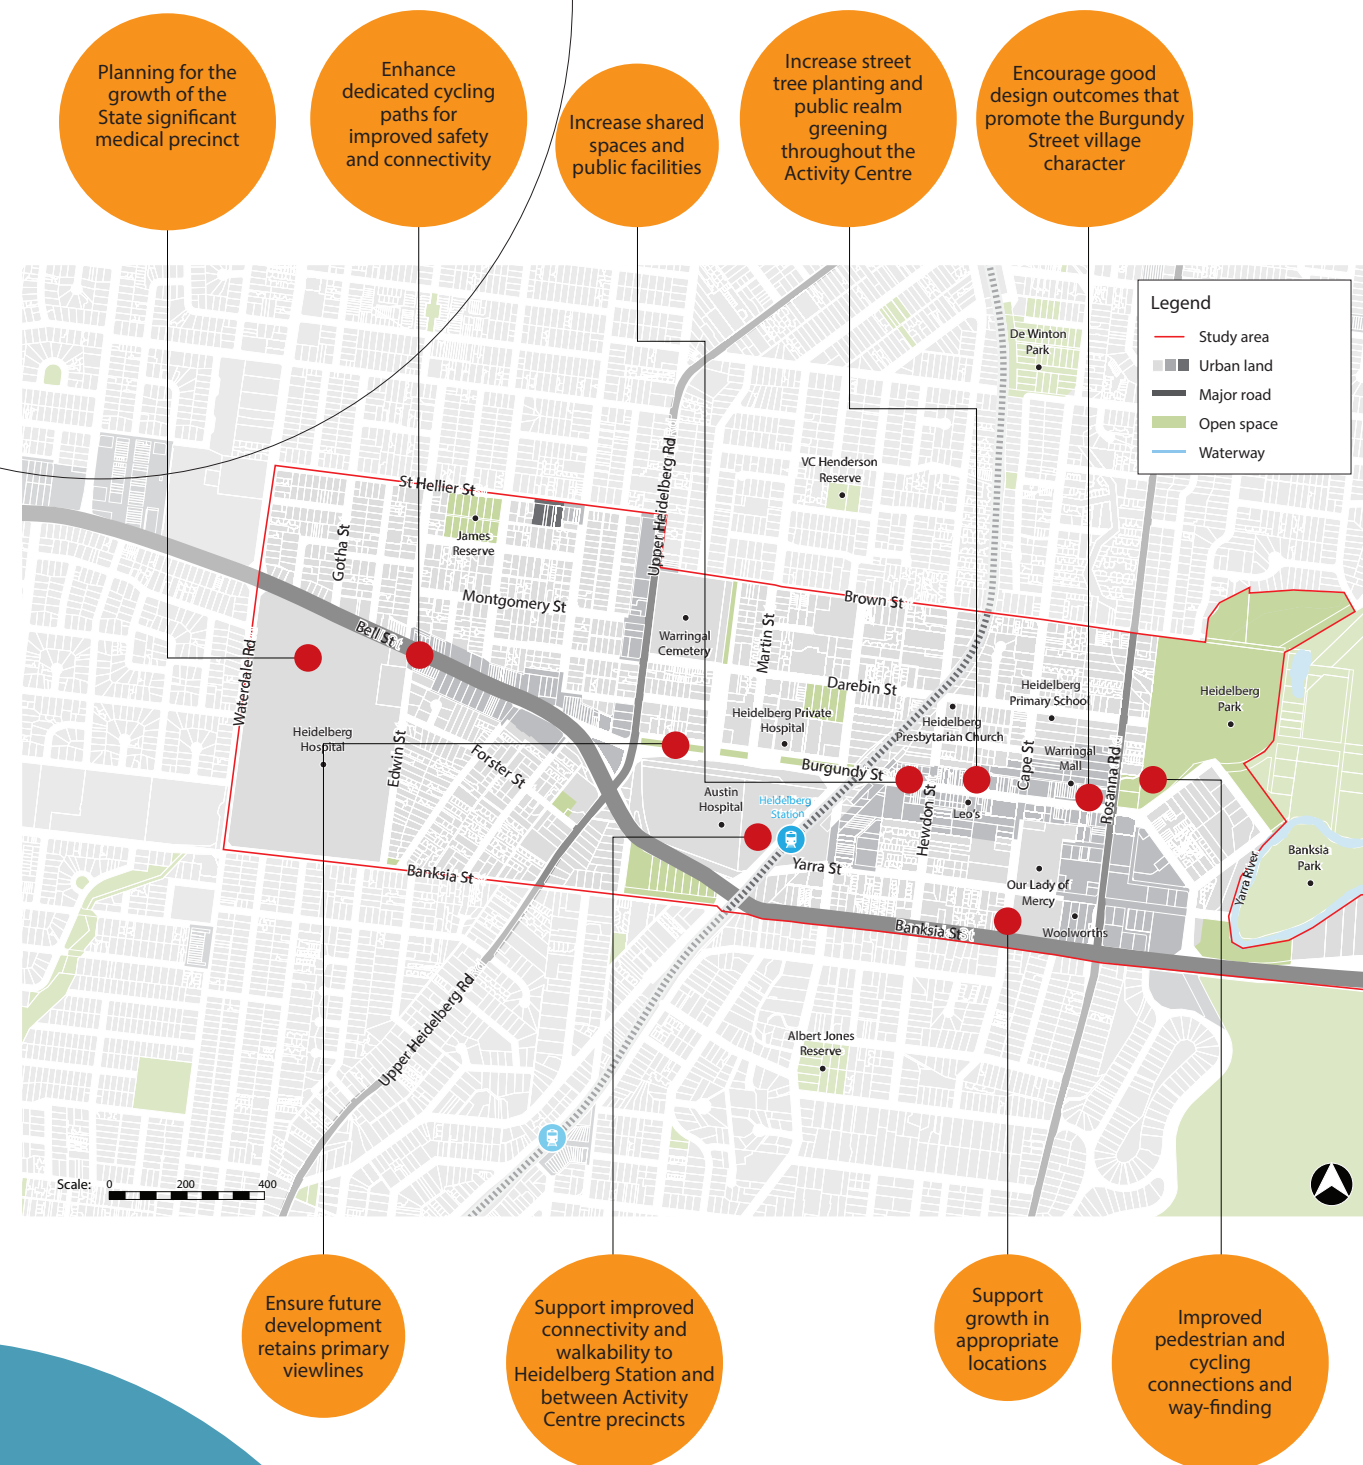 Planning for the
growth of the
State significant
medical precinct
Enhance
dedicated cycling
paths for
improved safety
and connectivity
Increase shared
spaces and
public facilities
Increase street
tree planting and
public realm
greening
throughout the
Activity Centre
Encourage good
design outcomes that
promote the Burgundy
Street village
character
Legend
Study area
Urban land
Major road
Open space
Waterway
De Winton
Park
VC Henderson
Reserve
St Hellier St
Upper Heidelberg Rd
James
Reserve
Gotha St
Montgomery St
Brown St
Bell St
Warringal
Cemetery
Martin St
Waterdale Rd
Darebin St
Heidelberg
Primary School
Heidelberg
Park
Heidelberg Private
Hospital
Heidelberg
Presbytarian Church
Heidelberg
Hospital
Edwin St
Forster St
Burgundy St
Cape St
Warringal
Mall
Rosanna Rd
Austin
Hospital
Heidelberg
Station
Leo's
Hewdon St
Yarra St
Banksia St
Our Lady of
Mercy
Woolworths
Yarra River
Banksia
Park
Banksia St
Upper Heidelberg Rd
Albert Jones
Reserve
Scale:
0 200 400
Ensure future
development
retains primary
viewlines
Support improved
connectivity and
walkability to
Heidelberg Station and
between Activity
Centre precincts
Support
growth in
appropriate
locations
Improved
pedestrian and
cycling
connections and
way-finding